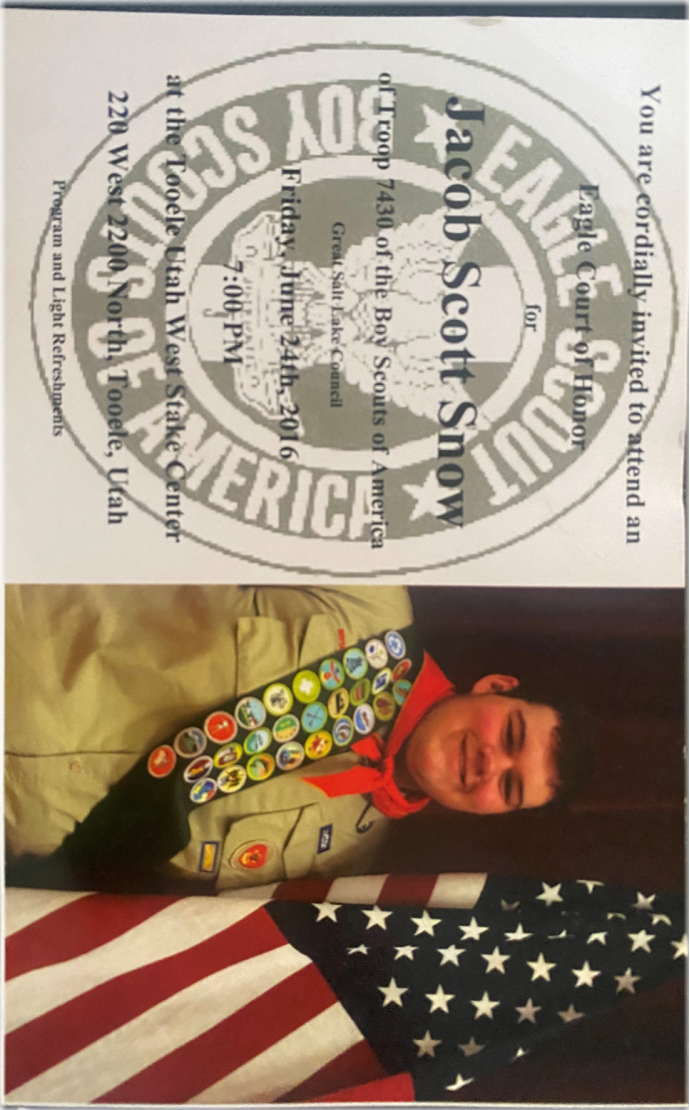 You are cordially invited to attend an
Eagle Court of Honor
for
Jacob Scott Snow
of Troop 7430 of the Boy Scouts of America
Great Salt Lake Council
Friday, June 24th, 2016
7:00 PM
at the Tooele Utah West Stake Center
220 West 2200 North, Tooele, Utah
Program and Light Refreshments
EAGLE SCOUT
BOY SCOUTS OF AMERICA